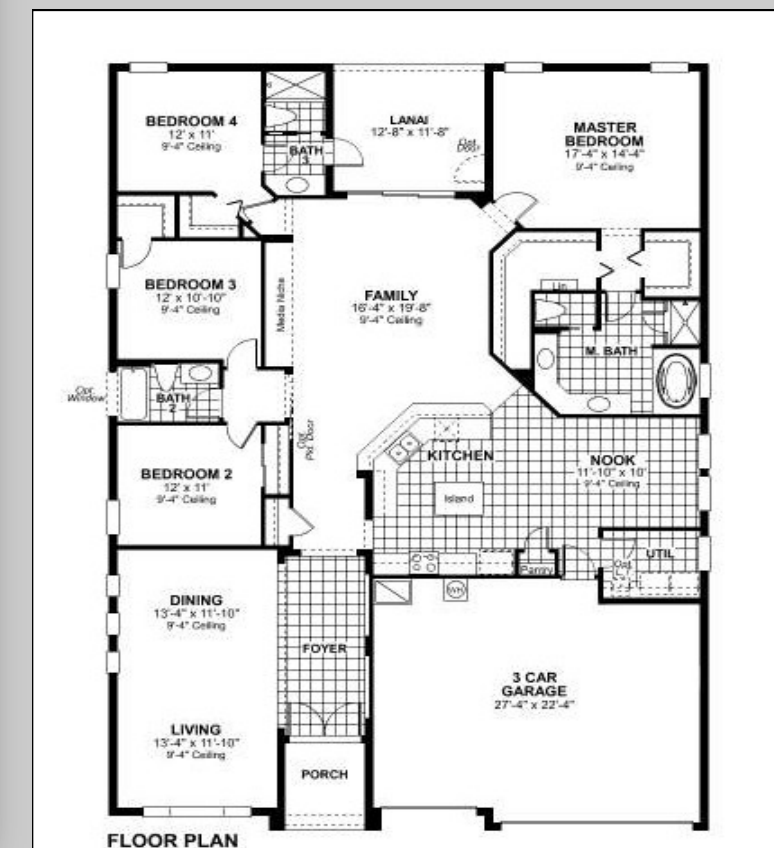 BEDROOM 4
12' x 11'
9'-4" Ceiling
BATH
3
LANAI
12'-8" x 11'-8"
Opt.
Door
MASTER
BEDROOM
17'-4" x 14'-4"
9'-4" Ceiling
BEDROOM 3
12' x 10'-10"
9'-4" Ceiling
Media Niche
FAMILY
16'-4" x 19'-8"
9'-4" Ceiling
Lin.
M. BATH
Opt.
Window
BATH
2
BEDROOM 2
12' x 11'
9'-4" Ceiling
Opt.
Pkt. Door
KITCHEN
Island
NOOK
11'-10" x 10'
9'-4" Ceiling
Pantry
UTIL
Opt.
DINING
13'-4" x 11'-10"
9'-4" Ceiling
WH
FOYER
3 CAR
GARAGE
27'-4" x 22'-4"
LIVING
13'-4" x 11'-10"
9'-4" Ceiling
PORCH
FLOOR PLAN